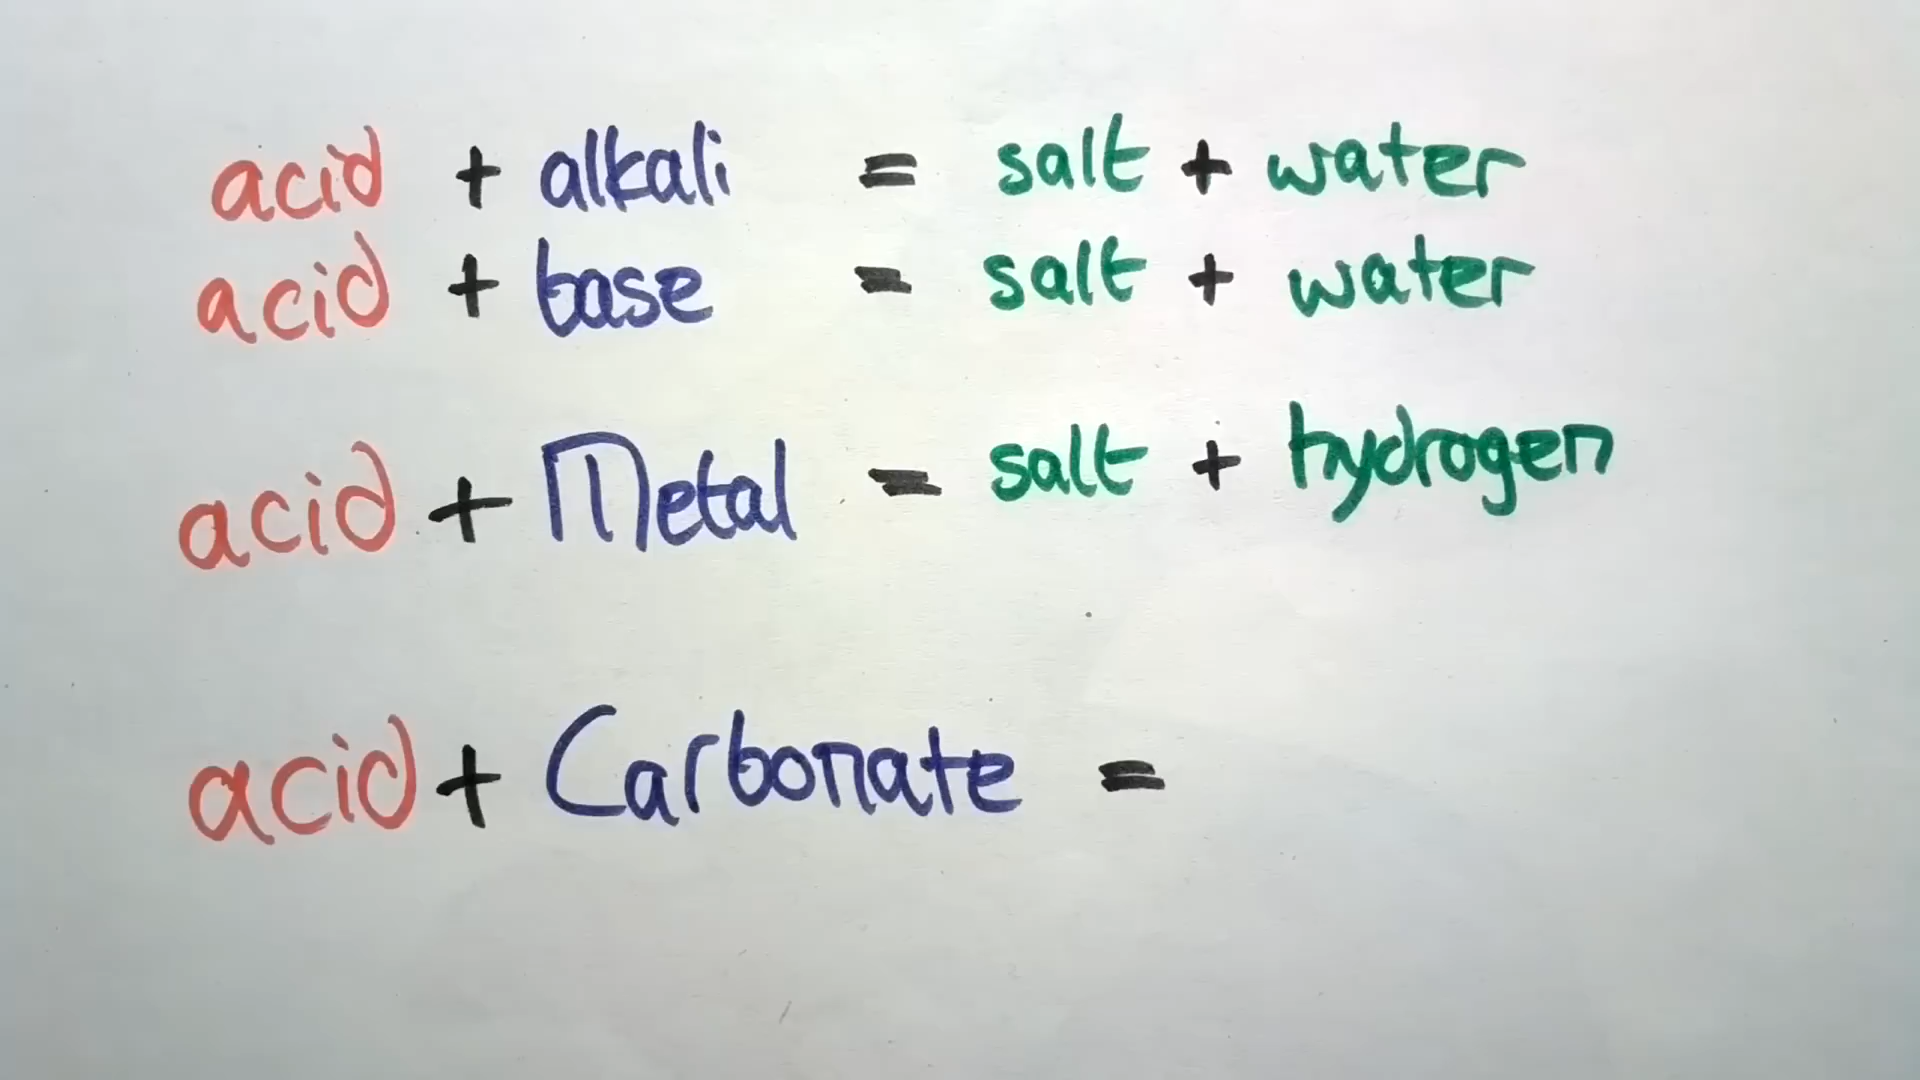 acid + alkali = salt + water
acid + base = salt + water
acid + Metal = salt + hydrogen
acid + Carbonate =